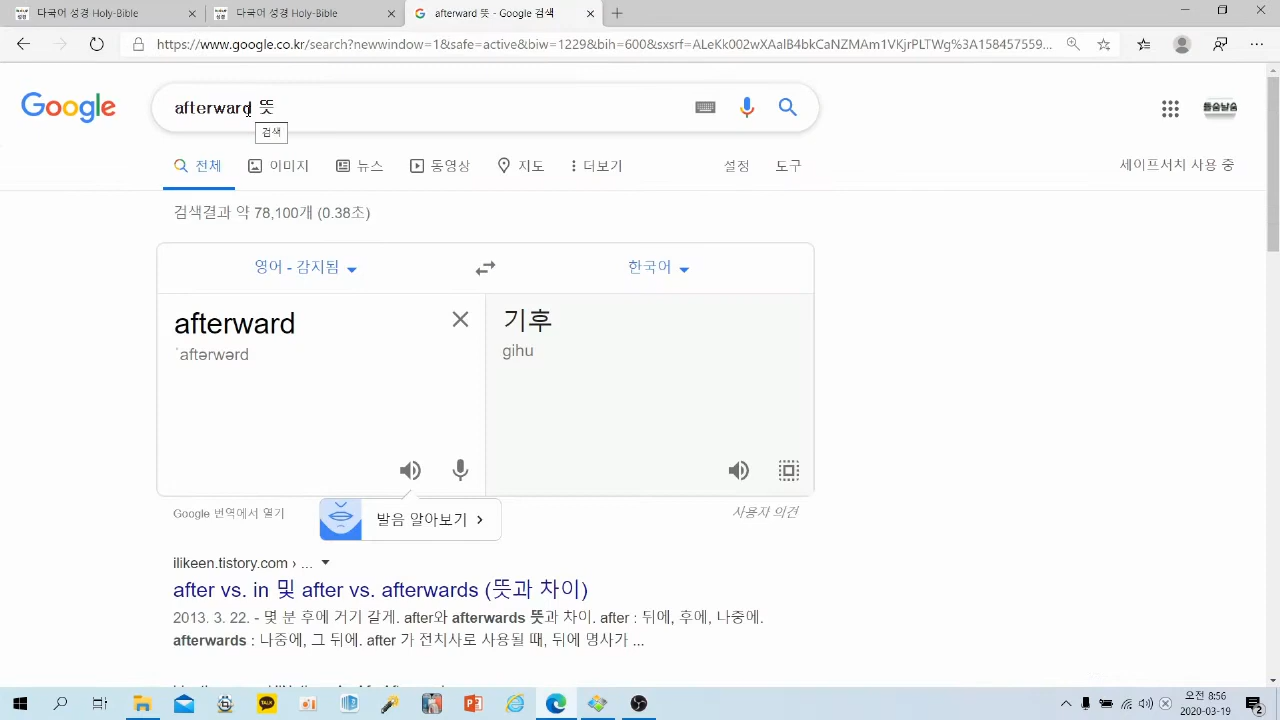 다국어 성경 Holy-Bible
다국어 성경 Holy-Bible
afterward 뜻 - Google 검색
https://www.google.co.kr/search?newwindow=1&safe=active&biw=1229&bih=600&sxsrf=ALeKk002wXAalB4bkCaNZMAm1VKjrPLTWg%3A158457559...
Google
afterward 뜻
검색
전체
이미지
뉴스
동영상
지도
더보기
설정
도구
세이프서치 사용 중
검색결과 약 78,100개 (0.38초)
영어 - 감지됨
한국어
afterward
ˈaftərwərd
기후
gihu
Google 번역에서 열기
발음 알아보기 ›
사용자 의견
ilikeen.tistory.com › ...
after vs. in 및 after vs. afterwards (뜻과 차이)
2013. 3. 22. - 몇 분 후에 거기 갈게. after와 afterwards 뜻과 차이. after : 뒤에, 후에, 나중에.
afterwards : 나중에, 그 뒤에. after 가 전치사로 사용될 때, 뒤에 명사가 ...
TALK
오전 8:56
2020-03-19
2